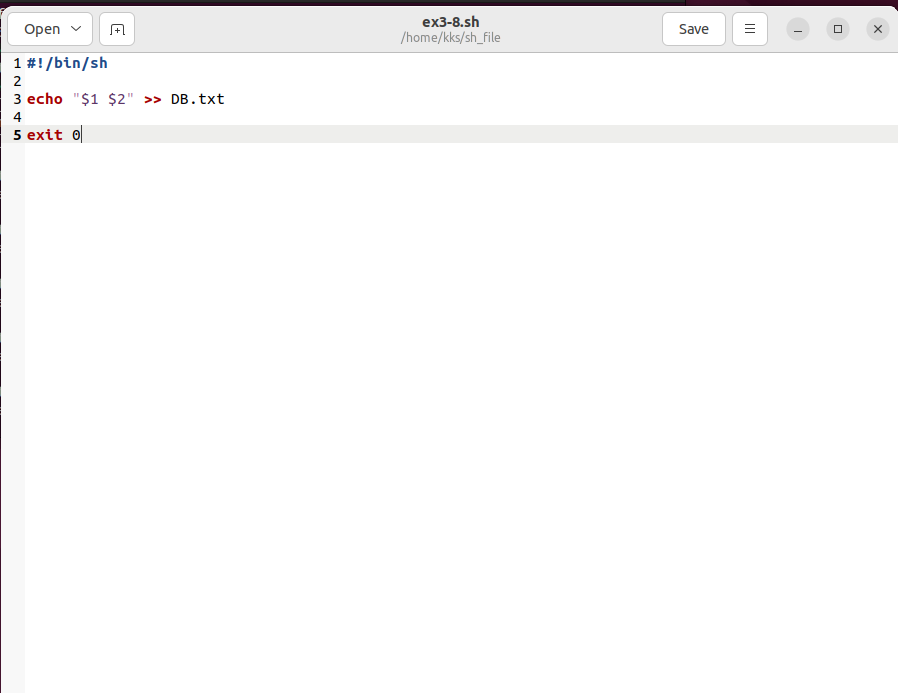 Open
ex3-8.sh
/home/kks/sh_file
Save
1 #!/bin/sh
2
3 echo "$1 $2" >> DB.txt
4
5 exit 0